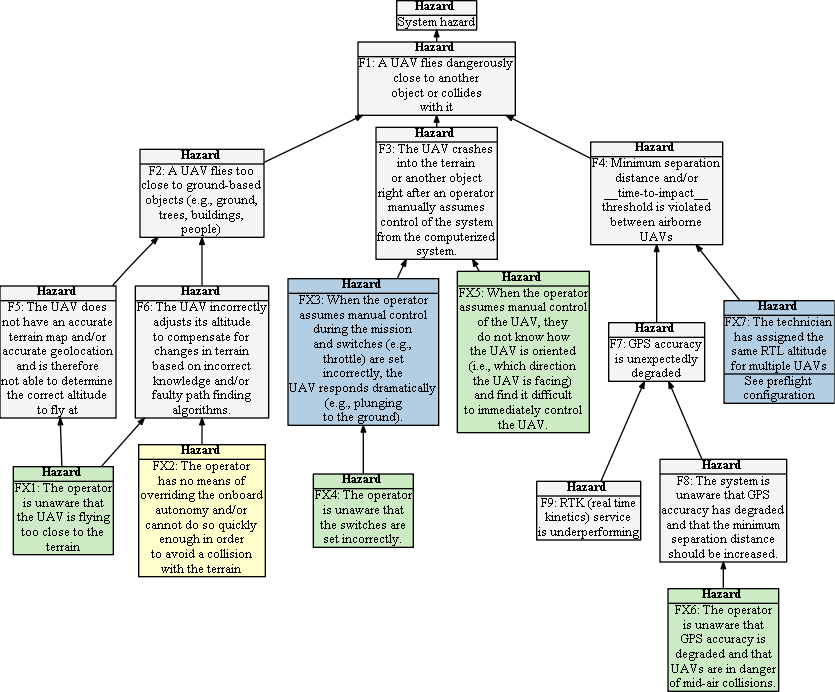 Hazard
System hazard
Hazard
F1: A UAV flies dangerously
close to another
object or collides
with it
Hazard
F2: A UAV flies too
close to ground-based
objects (e.g., ground,
trees, buildings,
people)
Hazard
F3: The UAV crashes
into the terrain
or another object
right after an operator
manually assumes
control of the system
from the computerized
system.
Hazard
F4: Minimum separation
distance and/or
__time-to-impact__
threshold is violated
between airborne
UAVs
Hazard
F5: The UAV does
not have an accurate
terrain map and/or
accurate geolocation
and is therefore
not able to determine
the correct altitude
to fly at
Hazard
F6: The UAV incorrectly
adjusts its altitude
to compensate for
changes in terrain
based on incorrect
knowledge and/or
faulty path finding
algorithms.
Hazard
FX3: When the operator
assumes manual control
during the mission
and switches (e.g.,
throttle) are set
incorrectly, the
UAV responds dramatically
(e.g., plunging
to the ground).
Hazard
FX5: When the operator
assumes manual control
of the UAV, they
do not know how
the UAV is oriented
(i.e., which direction
the UAV is facing)
and find it difficult
to immediately control
the UAV.
Hazard
F7: GPS accuracy
is unexpectedly
degraded
Hazard
FX7: The technician
has assigned the
same RTL altitude
for multiple UAVs
See preflight
configuration
Hazard
FX1: The operator
is unaware that
the UAV is flying
too close to the
terrain
Hazard
FX2: The operator
has no means of
overriding the onboard
autonomy and/or
cannot do so quickly
enough in order
to avoid a collision
with the terrain
Hazard
FX4: The operator
is unaware that
the switches are
set incorrectly.
Hazard
F9: RTK (real time
kinetics) service
is underperforming
Hazard
F8: The system is
unaware that GPS
accuracy has degraded
and that the minimum
separation distance
should be increased.
Hazard
FX6: The operator
is unaware that
GPS accuracy is
degraded and that
UAVs are in danger
of mid-air collisions.